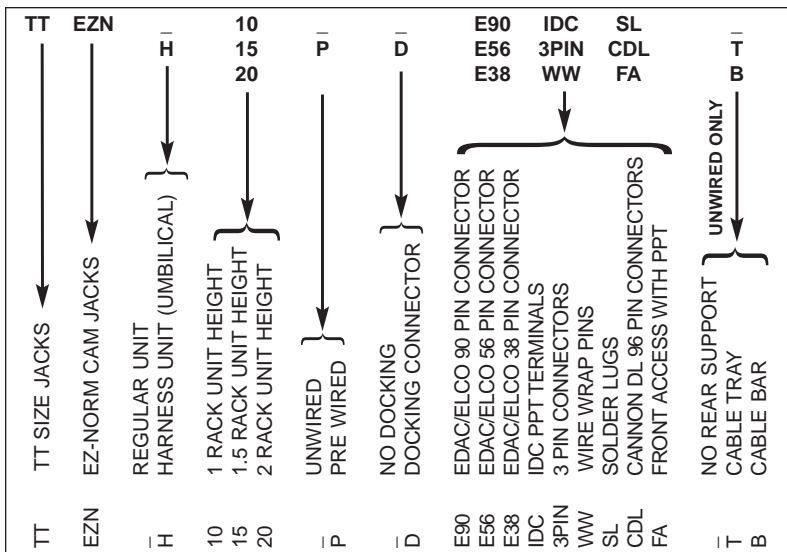 TT EZN _ 10 E90 IDC SL _
H 15 P D E56 3PIN CDL T
20 E38 WW FA B
UNWIRED ONLY
TT SIZE JACKS
EZ-NORM CAM JACKS
REGULAR UNIT
HARNESS UNIT (UMBILICAL)
1 RACK UNIT HEIGHT
1.5 RACK UNIT HEIGHT
2 RACK UNIT HEIGHT
UNWIRED
PRE WIRED
NO DOCKING
DOCKING CONNECTOR
EDAC/ELCO 90 PIN CONNECTOR
EDAC/ELCO 56 PIN CONNECTOR
EDAC/ELCO 38 PIN CONNECTOR
IDC PPT TERMINALS
3 PIN CONNECTORS
WIRE WRAP PINS
SOLDER LUGS
CANNON DL 96 PIN CONNECTORS
FRONT ACCESS WITH PPT
NO REAR SUPPORT
CABLE TRAY
CABLE BAR
TT
EZN
_
H
10
15
20
_
P
_
D
E90
E56
E38
IDC
3PIN
WW
SL
CDL
FA
_
T
B